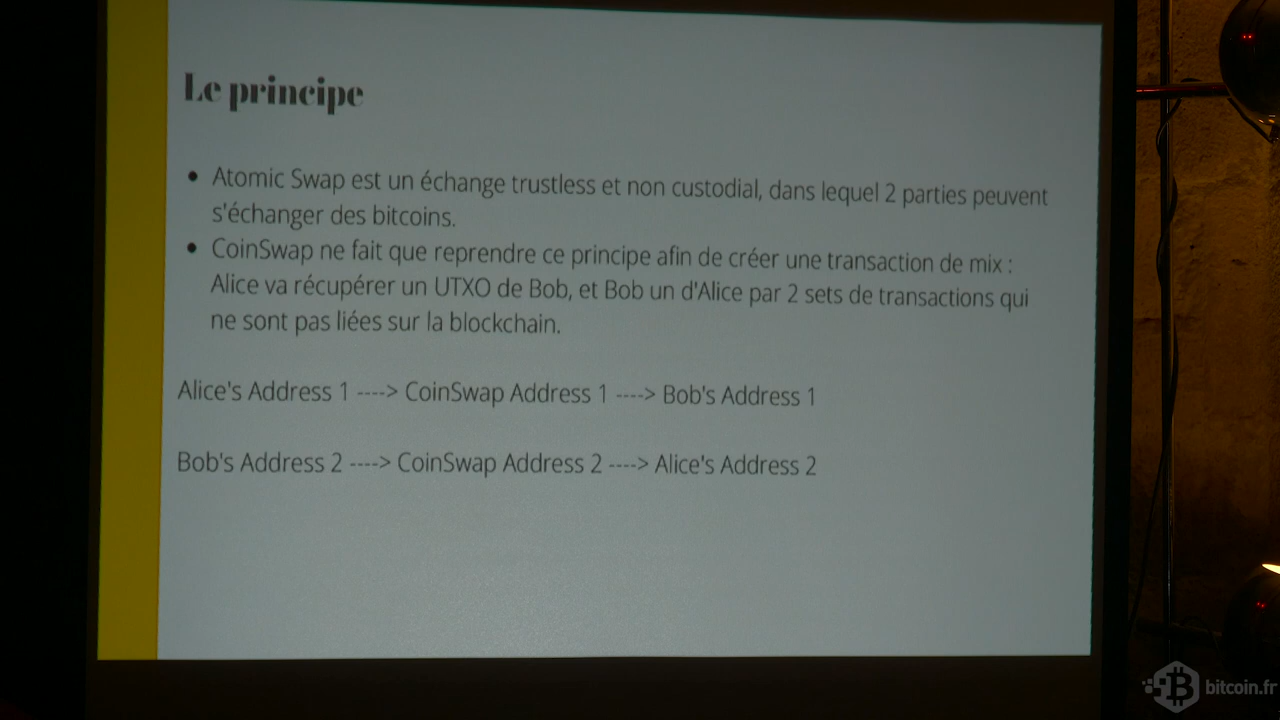 Le principe
• Atomic Swap est un échange trustless et non custodial, dans lequel 2 parties peuvent
s'échanger des bitcoins.
• CoinSwap ne fait que reprendre ce principe afin de créer une transaction de mix :
Alice va récupérer un UTXO de Bob, et Bob un d'Alice par 2 sets de transactions qui
ne sont pas liées sur la blockchain.
Alice's Address 1 ----> CoinSwap Address 1 ----> Bob's Address 1
Bob's Address 2 ----> CoinSwap Address 2 ----> Alice's Address 2
bitcoin.fr